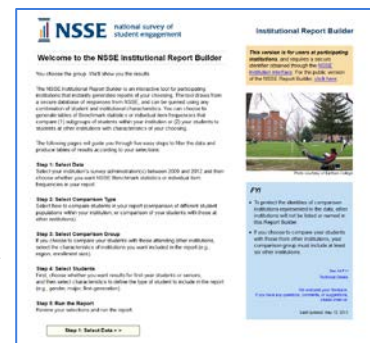 NSSE national survey of
student engagement
Institutional Report Builder
Welcome to the NSSE Institutional Report Builder
You choose the group. We'll show you the results.
The NSSE Institutional Report Builder is an interactive tool for participating
institutions that instantly generates reports of your choosing. The tool draws from
a secure database of responses from NSSE, and can be queried using any
combination of student and institutional characteristics. You can choose to
generate tables of Benchmark statistics or individual item frequencies that
compare (1) subgroups of students within your institution or (2) your students to
students at other institutions with characteristics of your choosing.
The following pages will guide you through five easy steps to filter the data and
produce tables of results according to your selections.
Step 1: Select Data
Select your institution's survey administration(s) between 2009 and 2012 and then
choose whether you want NSSE Benchmark statistics or individual item
frequencies in your report.
Step 2: Select Comparison Type
Select how to compare students in your report (comparison of different student
populations within your institution, or comparison of your students with those at
other institutions).
Step 3: Select Comparison Group
If you choose to compare your students with those attending other institutions,
select the characteristics of institutions you want included in the report (e.g.
region, enrollment size).
Step 4: Select Students
First, choose whether you want results for first-year students or seniors,
and then select characteristics to define the type of student to include in the report
(e.g., gender, major, first-generation).
Step 5: Run the Report
Review your selections and run the report.
Step 1: Select Data > >
This version is for users at participating
institutions, and requires a secure
identifier obtained through the NSSE
Institution Interface. For the public version
of the NSSE Report Builder, click here.
Photo courtesy of Earlham College
FYI
• To protect the identities of comparison
institutions represented in the data, other
institutions will not be listed or named in
this Report Builder.
• If you choose to compare your students
with those from other institutions, your
comparison group must include at least
six other institutions.